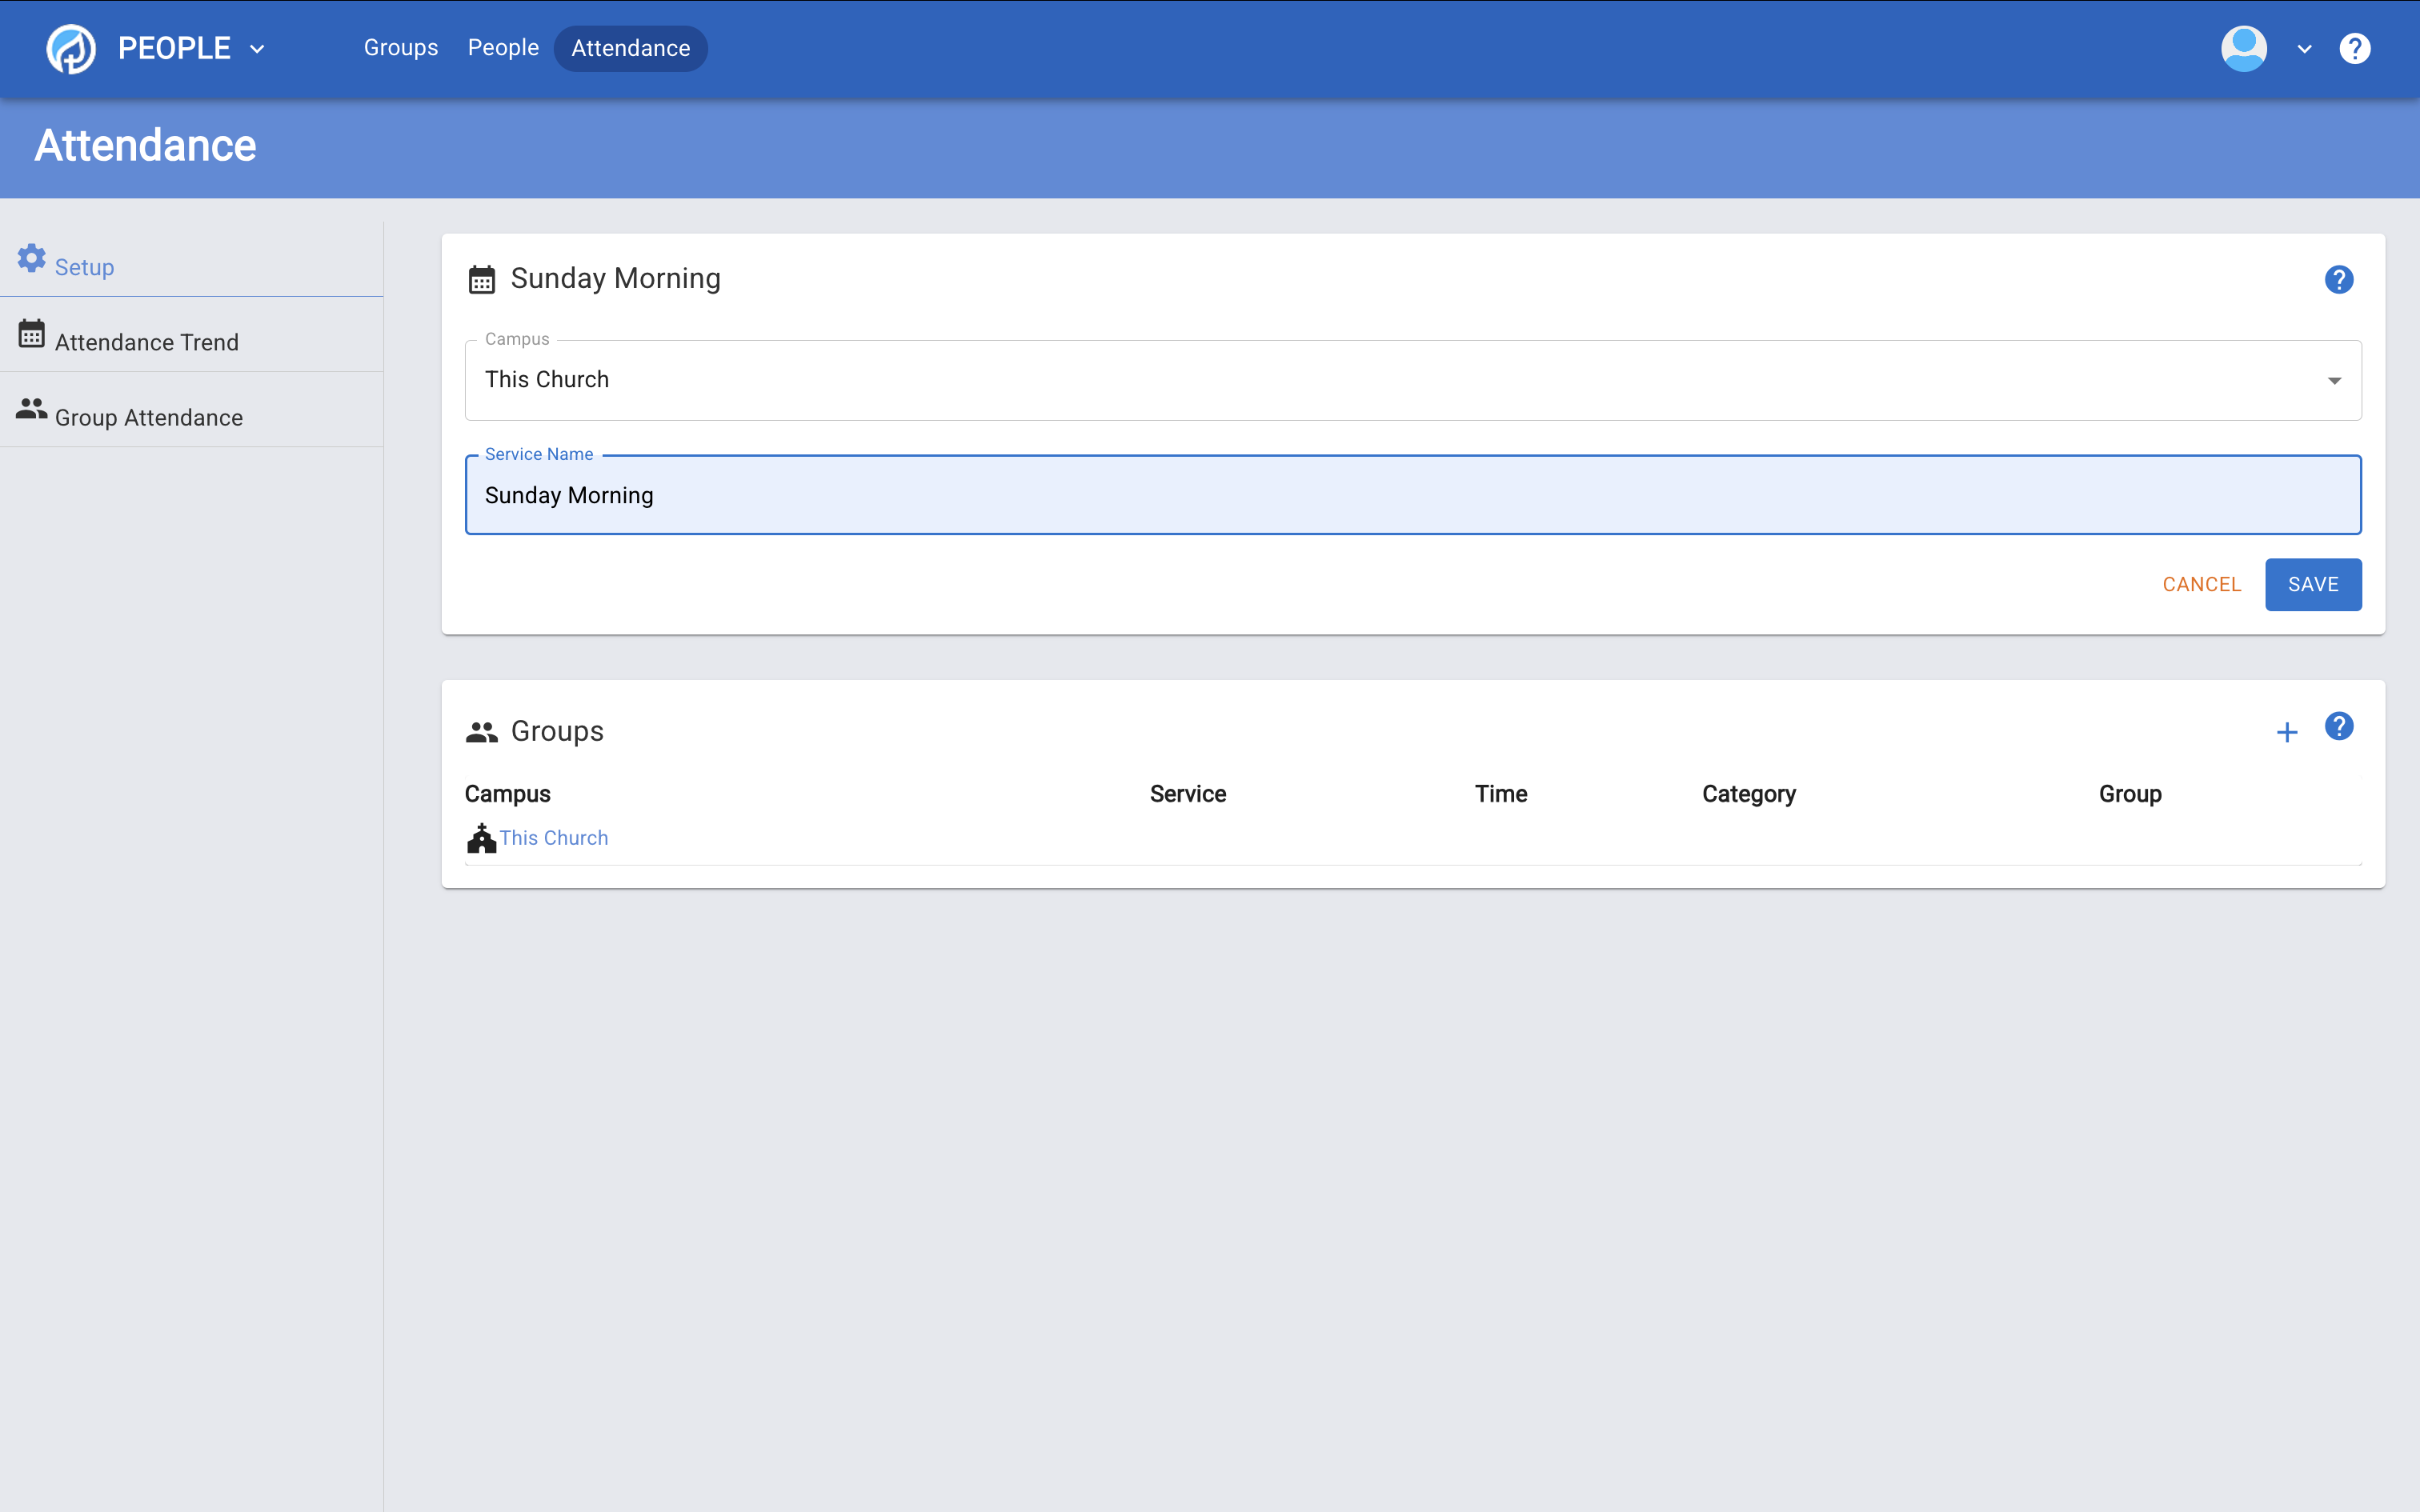 PEOPLE Groups People Attendance
Attendance
Setup
Attendance Trend
Group Attendance
Sunday Morning
Campus
This Church
Service Name
Sunday Morning
CANCEL SAVE
Groups
Campus Service Time Category Group
This Church